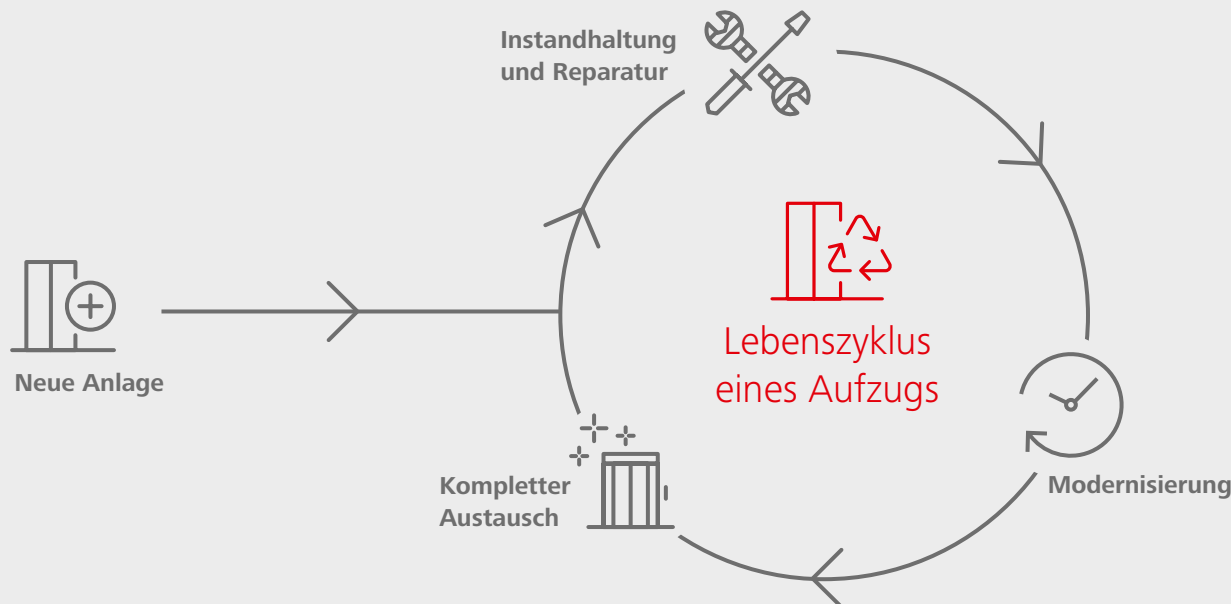 Instandhaltung
und Reparatur
Lebenszyklus
eines Aufzugs
Neue Anlage
Kompletter
Austausch
Modernisierung